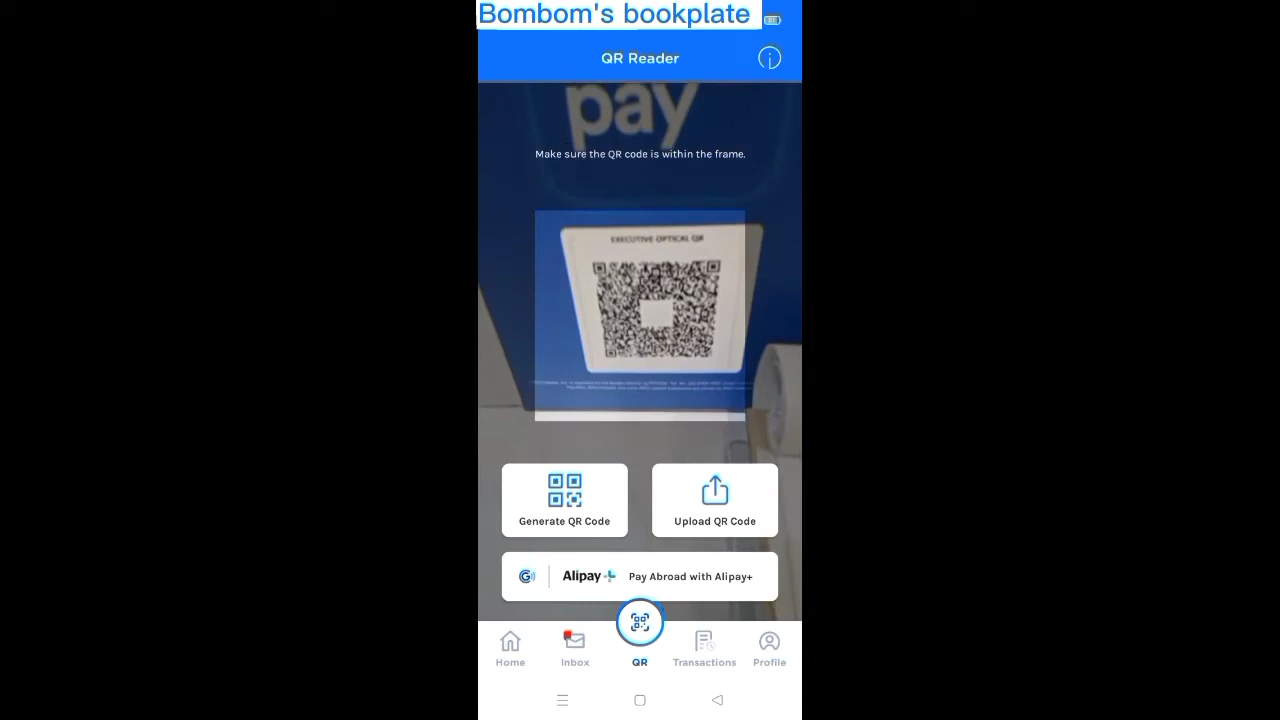 Bombom's bookplate
QR Reader
pay
Make sure the QR code is within the frame.
EXECUTIVE OPTICAL QR
Generate QR Code
Upload QR Code
Alipay+
Pay Abroad with Alipay+
Home
Inbox
QR
Transactions
Profile